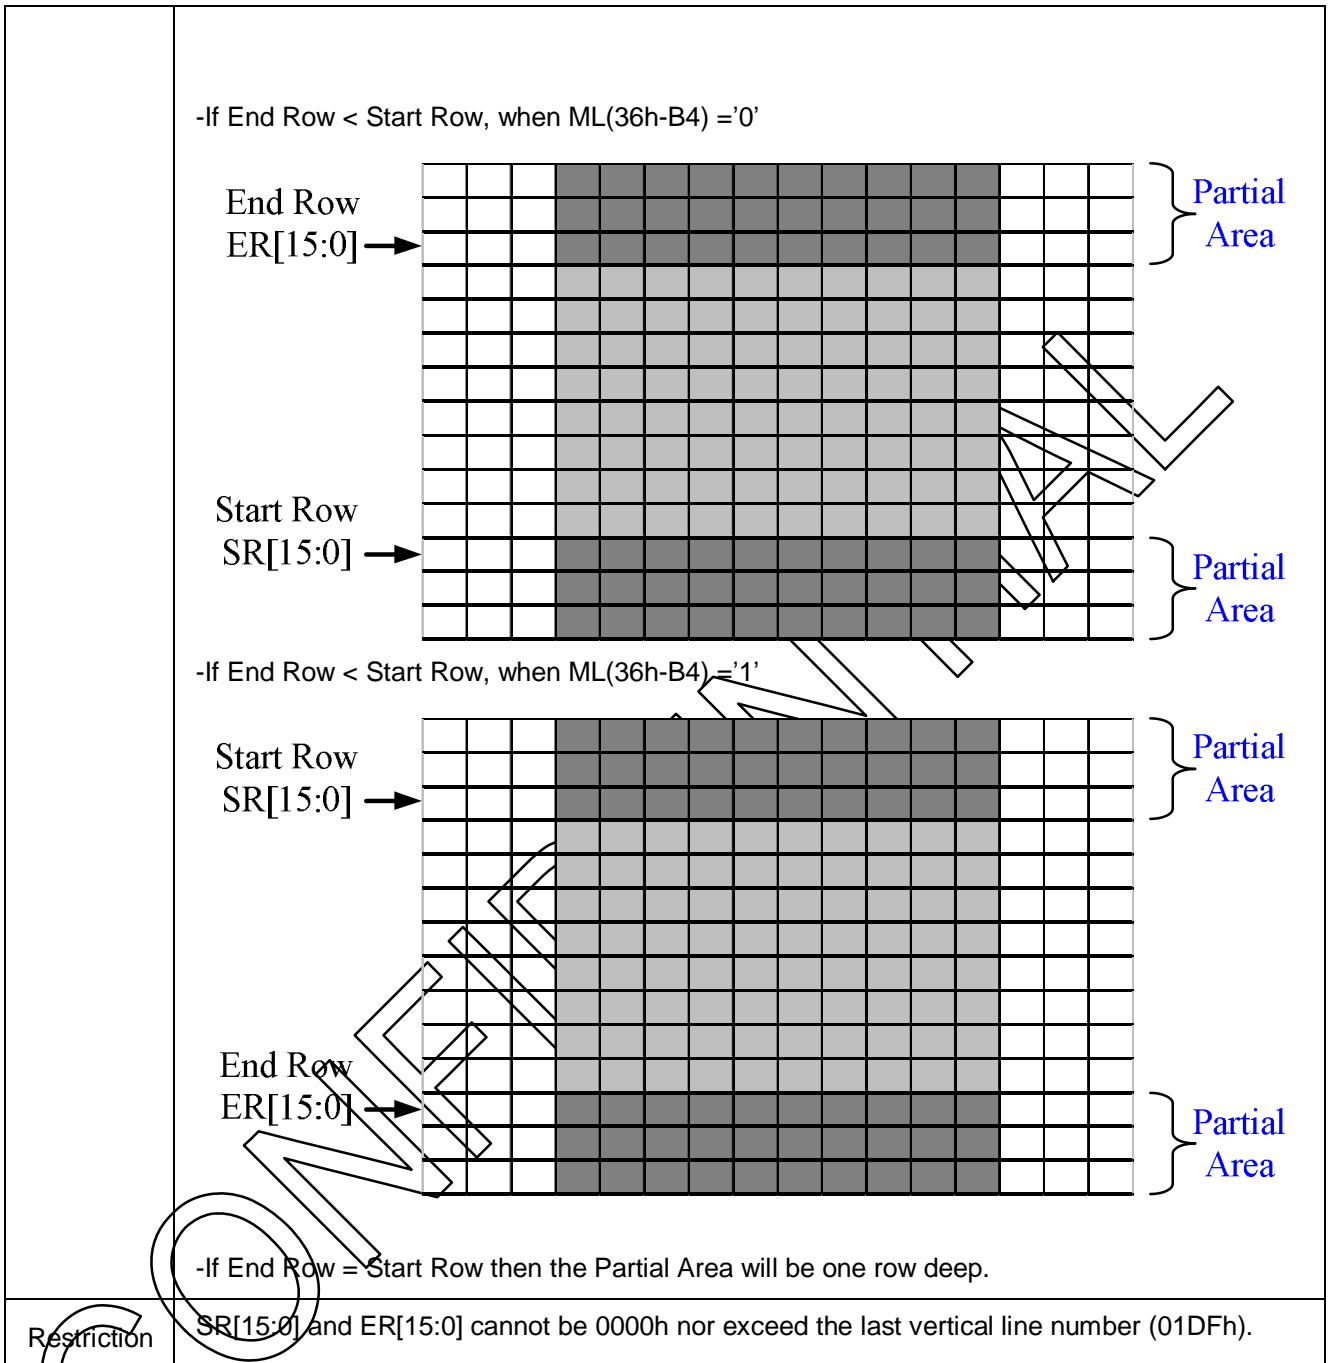 -If End Row < Start Row, when ML(36h-B4) =’0’
End Row
ER[15:0]
Partial
Area
Start Row
SR[15:0]
Partial
Area
-If End Row < Start Row, when ML(36h-B4) =’1’
Start Row
SR[15:0]
Partial
Area
End Row
ER[15:0]
Partial
Area
-If End Row = Start Row then the Partial Area will be one row deep.
Restriction
SR[15:0] and ER[15:0] cannot be 0000h nor exceed the last vertical line number (01DFh).